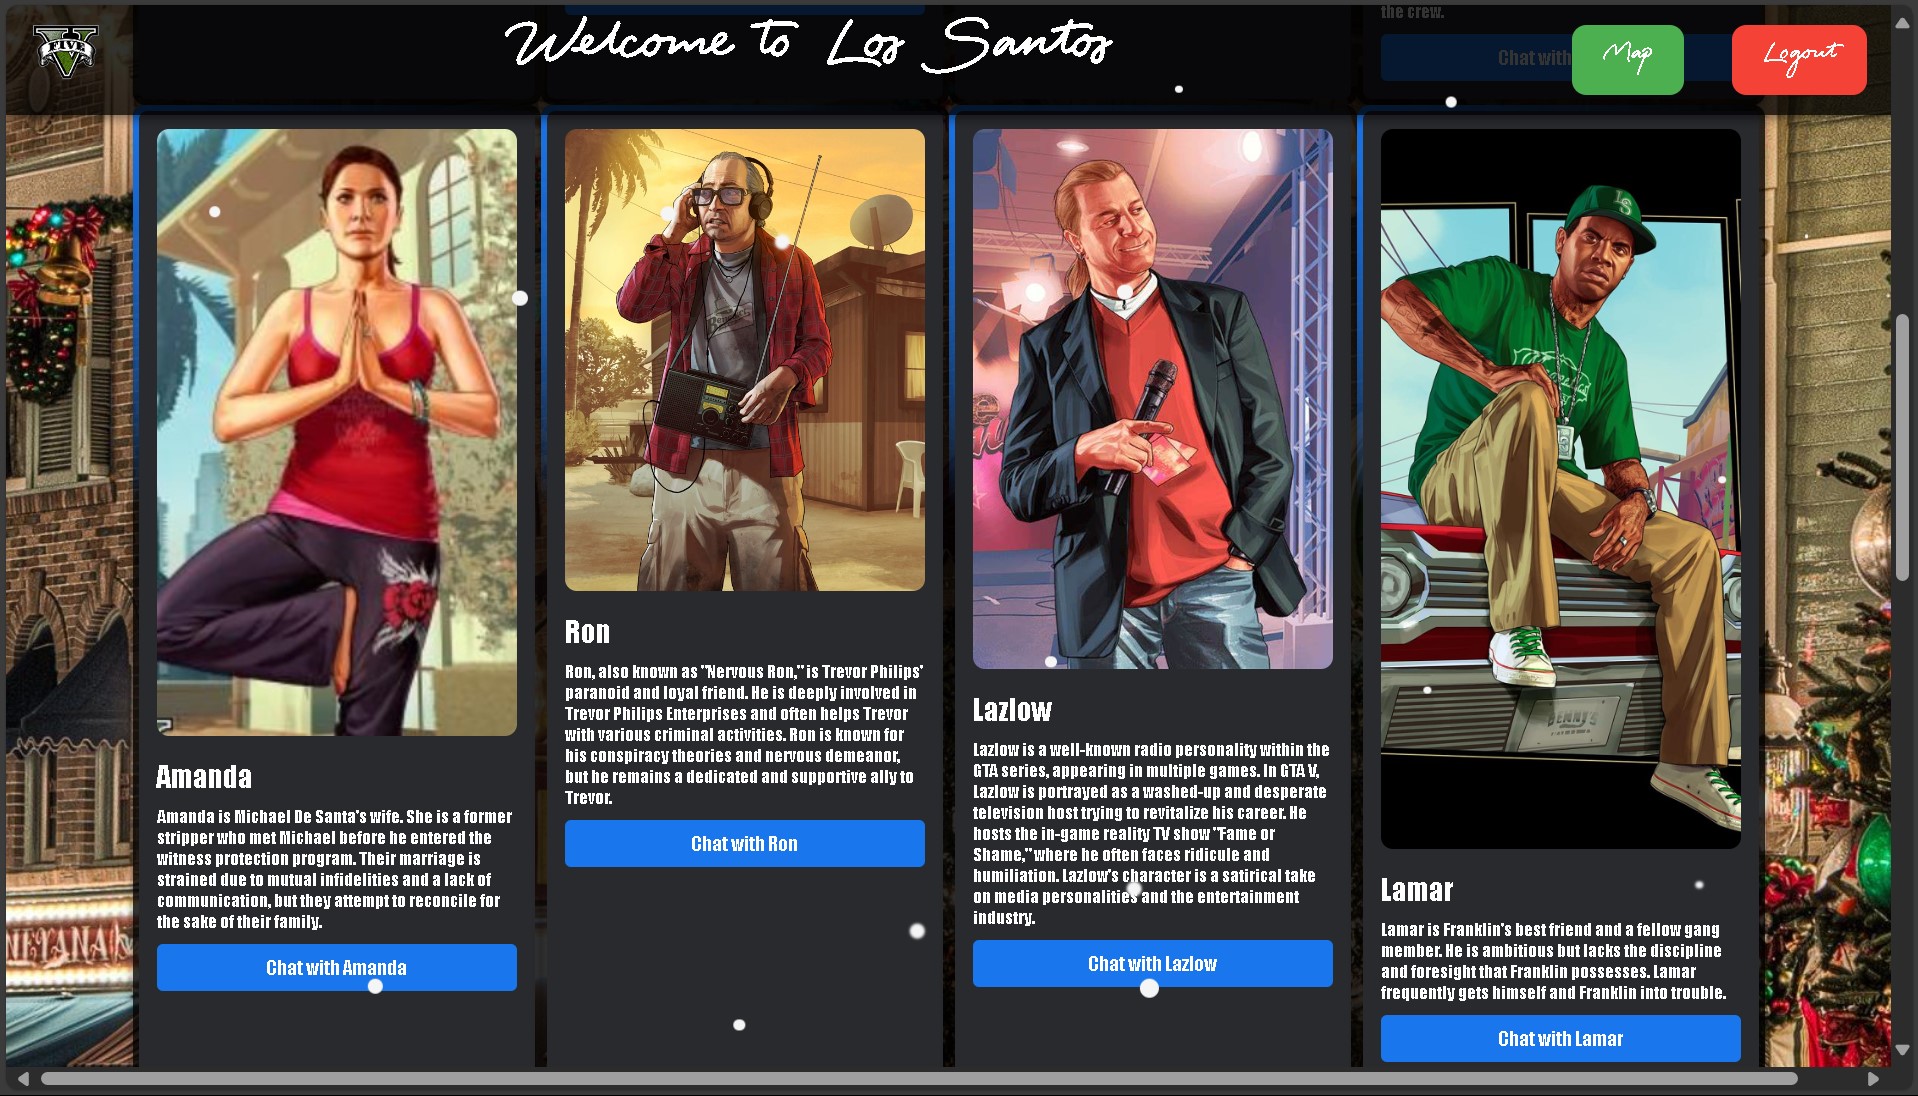 the crew.
FIVE
Welcome to Los Santos
Chat with
Map
Logout
LS
BENNY'S
Amanda
Amanda is Michael De Santa's wife. She is a former
stripper who met Michael before he entered the
witness protection program. Their marriage is
strained due to mutual infidelities and a lack of
communication, but they attempt to reconcile for
the sake of their family.
Chat with Amanda
Ron
Ron, also known as "Nervous Ron," is Trevor Philips'
paranoid and loyal friend. He is deeply involved in
Trevor Philips Enterprises and often helps Trevor
with various criminal activities. Ron is known for
his conspiracy theories and nervous demeanor,
but he remains a dedicated and supportive ally to
Trevor.
Chat with Ron
Lazlow
Lazlow is a well-known radio personality within the
GTA series, appearing in multiple games. In GTA V,
Lazlow is portrayed as a washed-up and desperate
television host trying to revitalize his career. He
hosts the in-game reality TV show "Fame or
Shame," where he often faces ridicule and
humiliation. Lazlow's character is a satirical take
on media personalities and the entertainment
industry.
Chat with Lazlow
Lamar
Lamar is Franklin's best friend and a fellow gang
member. He is ambitious but lacks the discipline
and foresight that Franklin possesses. Lamar
frequently gets himself and Franklin into trouble.
Chat with Lamar